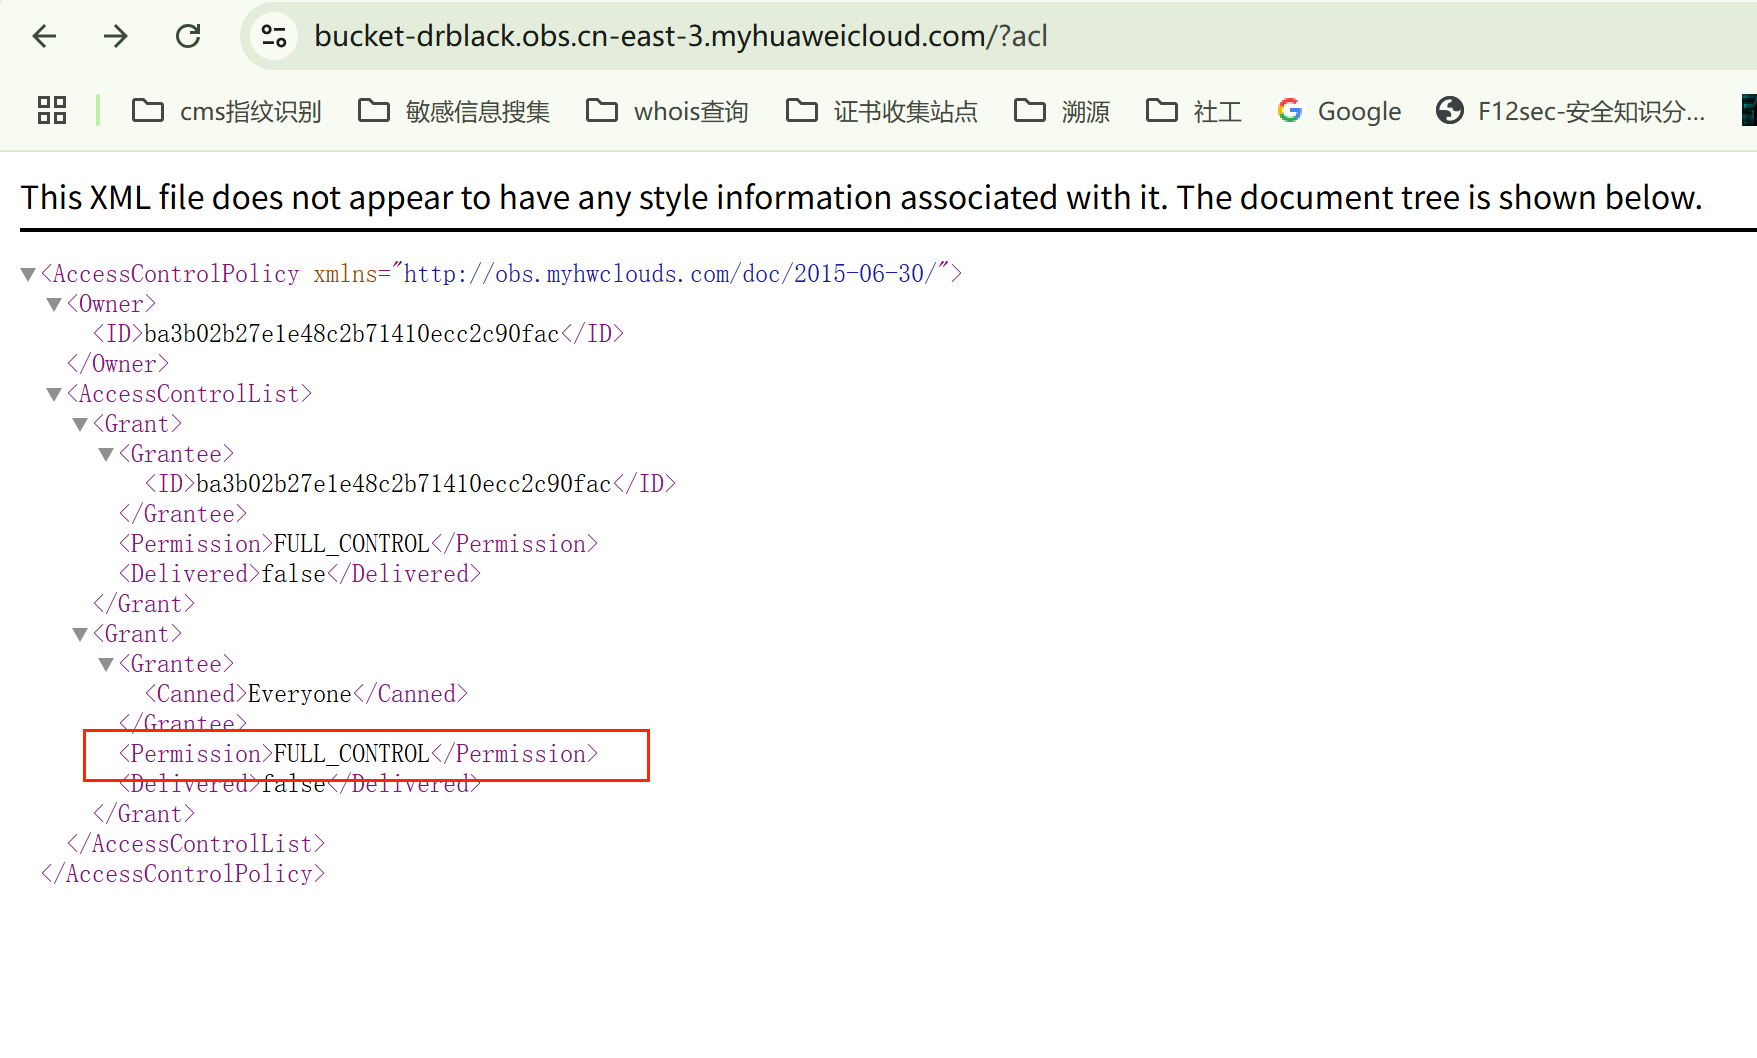 bucket-drblack.obs.cn-east-3.myhuaweicloud.com/?acl
cms指纹识别 敏感信息搜集 whois查询 证书收集站点 溯源 社工 Google F12sec-安全知识分...
This XML file does not appear to have any style information associated with it. The document tree is shown below.
▼<AccessControlPolicy xmlns="http://obs.myhwclouds.com/doc/2015-06-30/">
▼<Owner>
<ID>ba3b02b27e1e48c2b71410ecc2c90fac</ID>
</Owner>
▼<AccessControlList>
▼<Grant>
▼<Grantee>
<ID>ba3b02b27e1e48c2b71410ecc2c90fac</ID>
</Grantee>
<Permission>FULL_CONTROL</Permission>
<Delivered>false</Delivered>
</Grant>
▼<Grant>
▼<Grantee>
<Canned>Everyone</Canned>
</Grantee>
<Permission>FULL_CONTROL</Permission>
<Delivered>false</Delivered>
</Grant>
</AccessControlList>
</AccessControlPolicy>